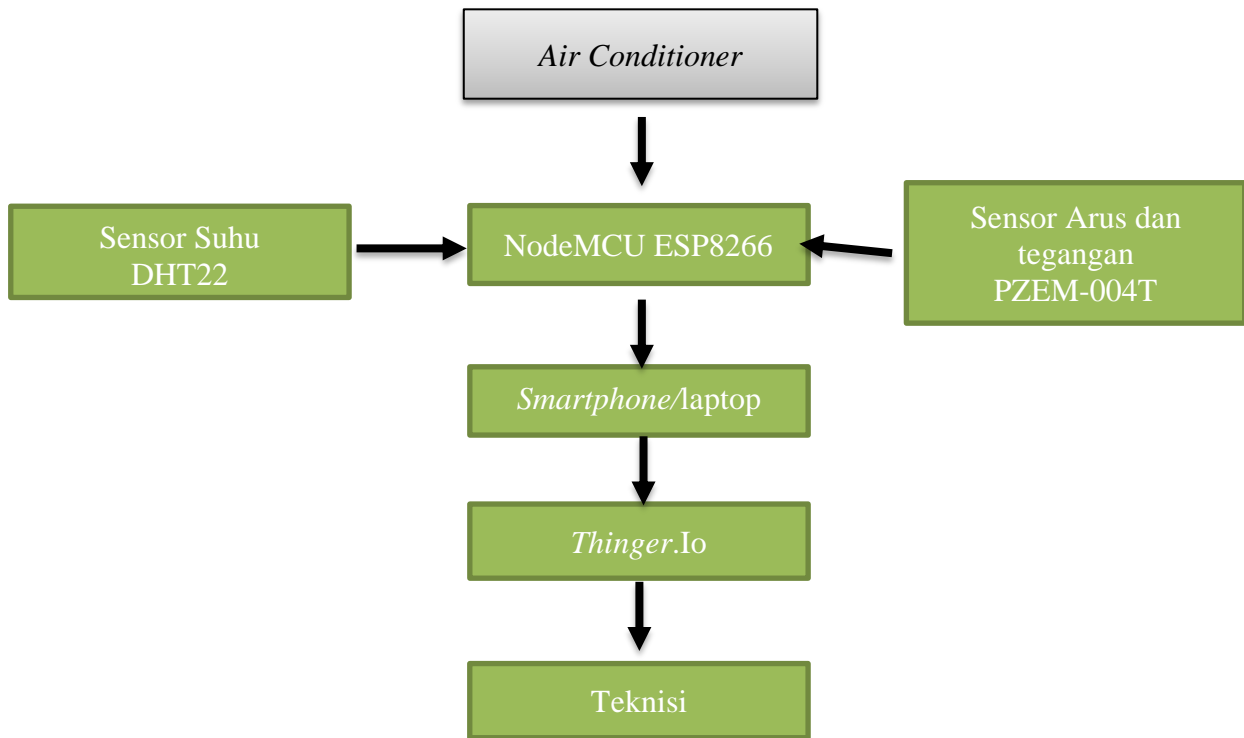 Air Conditioner
Sensor Suhu
DHT22
NodeMCU ESP8266
Sensor Arus dan
tegangan
PZEM-004T
Smartphone/laptop
Thinger.Io
Teknisi